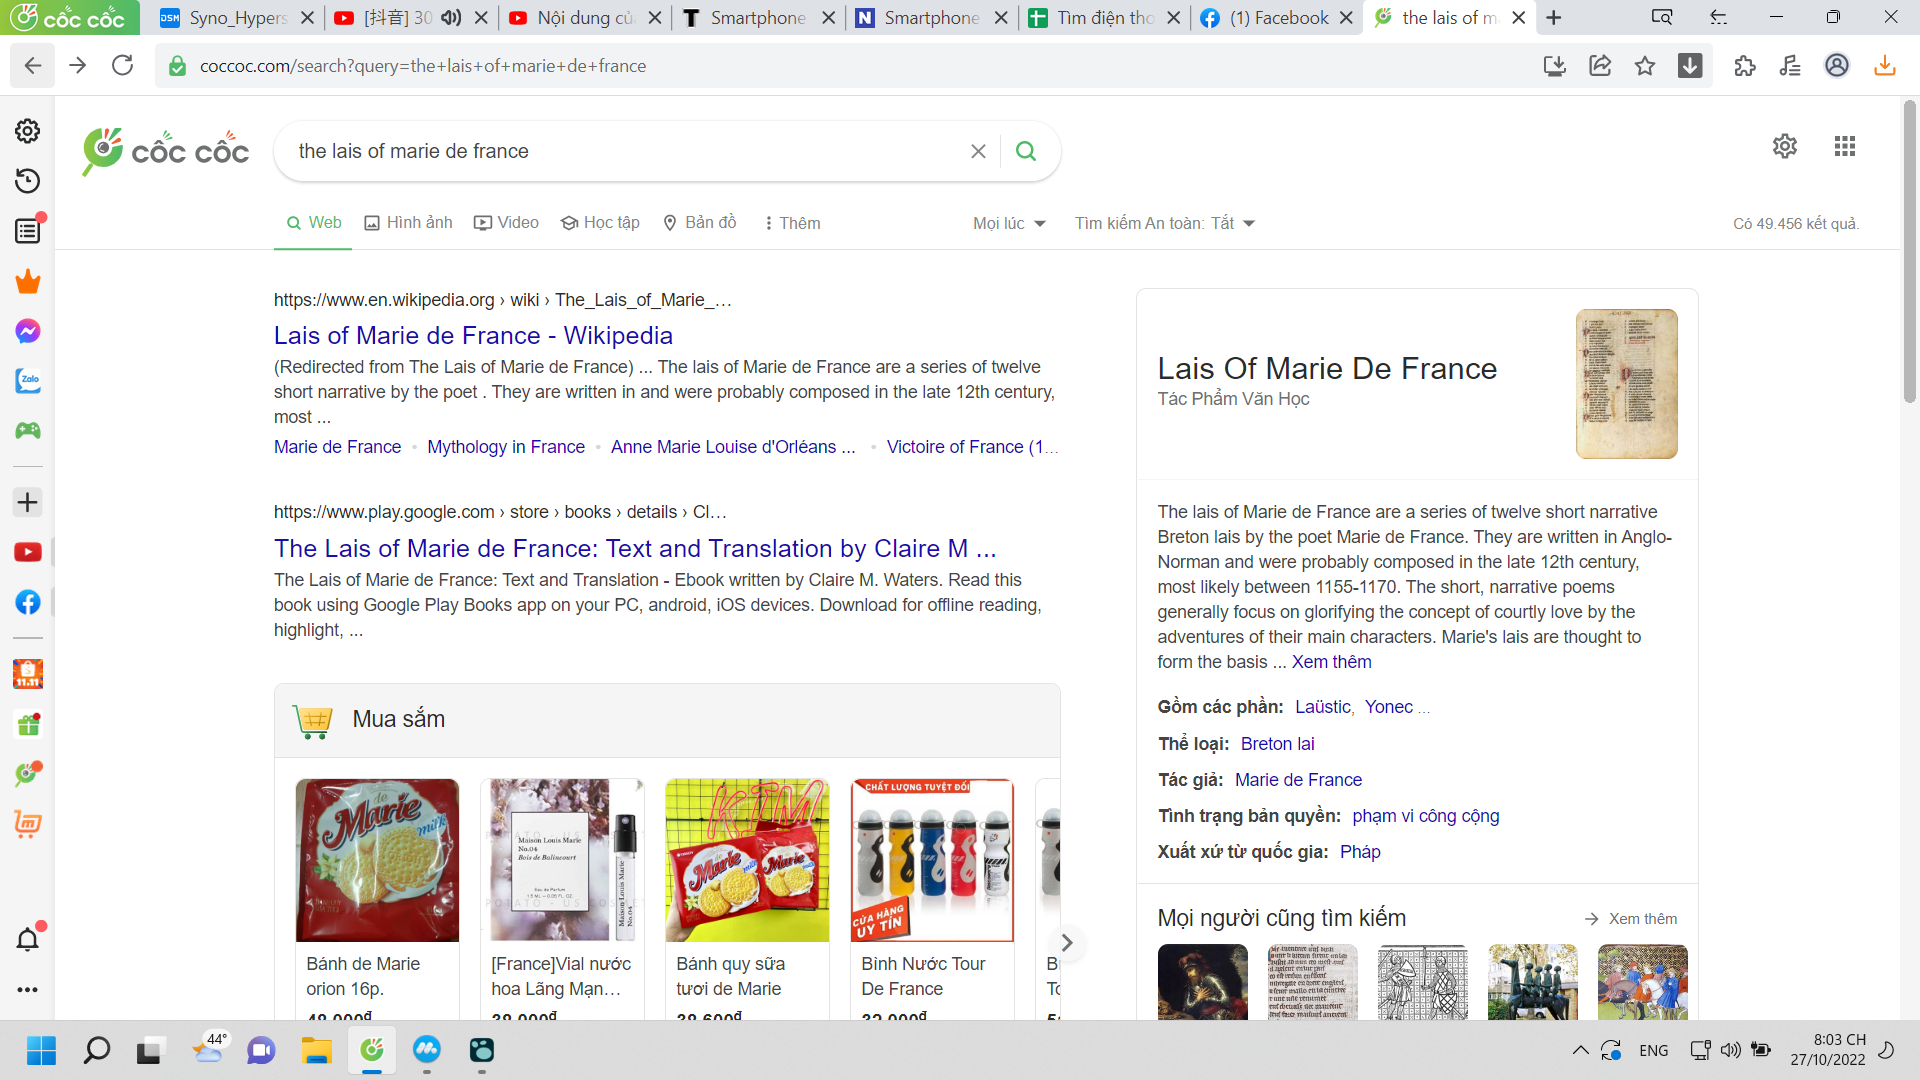 cốc cốc
DSM Syno_Hypers
[抖音] 30
Nội dung củ
Smartphone
Smartphone
Tìm điện tho
(1) Facebook
the lais of m
coccoc.com/search?query=the+lais+of+marie+de+france
cốc cốc
the lais of marie de france
Web
Hình ảnh
Video
Học tập
Bản đồ
Thêm
Mọi lúc
Tìm kiếm An toàn: Tắt
Có 49.456 kết quả.
https://www.en.wikipedia.org › wiki › The_Lais_of_Marie_…
Lais of Marie de France - Wikipedia
(Redirected from The Lais of Marie de France) ... The lais of Marie de France are a series of twelve
short narrative by the poet . They are written in and were probably composed in the late 12th century,
most ...
Marie de France • Mythology in France • Anne Marie Louise d'Orléans ... • Victoire of France (1...
https://www.play.google.com › store › books › details › Cl…
The Lais of Marie de France: Text and Translation by Claire M ...
The Lais of Marie de France: Text and Translation - Ebook written by Claire M. Waters. Read this
book using Google Play Books app on your PC, android, iOS devices. Download for offline reading,
highlight, ...
Mua sắm
de
Marie
milk
Maison Louis Marie
No.04
Bois de Balincourt
KIM
Marie
Marie
CHẤT LƯỢNG TUYỆT ĐỐI
CỬA HÀNG
UY TÍN
Bánh de Marie
orion 16p.
48.000₫
[France]Vial nước
hoa Lãng Mạn…
38.000₫
Bánh quy sữa
tươi de Marie
38.600₫
Bình Nước Tour
De France
32.000₫
Lais Of Marie De France
Tác Phẩm Văn Học
The lais of Marie de France are a series of twelve short narrative
Breton lais by the poet Marie de France. They are written in Anglo-
Norman and were probably composed in the late 12th century,
most likely between 1155-1170. The short, narrative poems
generally focus on glorifying the concept of courtly love by the
adventures of their main characters. Marie's lais are thought to
form the basis ... Xem thêm
Gồm các phần: Laüstic, Yonec ...
Thể loại: Breton lai
Tác giả: Marie de France
Tình trạng bản quyền: phạm vi công cộng
Xuất xứ từ quốc gia: Pháp
Mọi người cũng tìm kiếm
Xem thêm
Zalo
11.11
44°
ENG
8:03 CH
27/10/2022